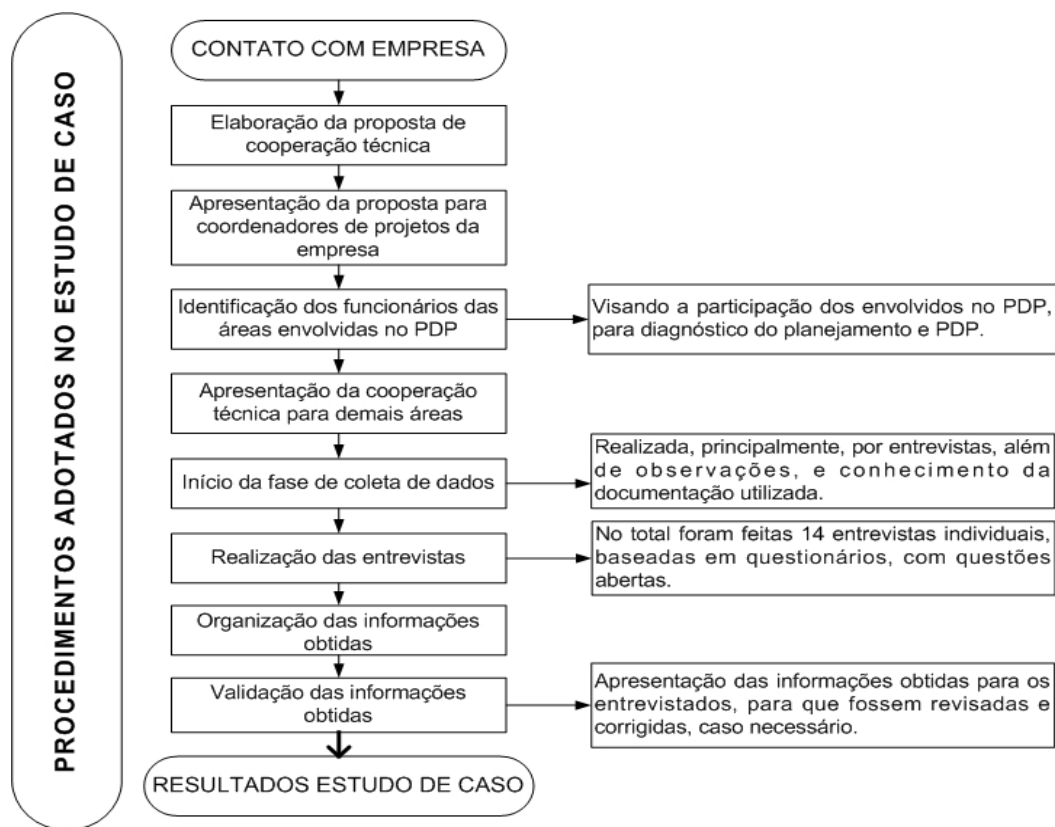 PROCEDIMENTOS ADOTADOS NO ESTUDO DE CASO
CONTATO COM EMPRESA
Elaboração da proposta de
cooperação técnica
Apresentação da proposta para
coordenadores de projetos da
empresa
Identificação dos funcionários das
áreas envolvidas no PDP
Visando a participação dos envolvidos no PDP,
para diagnóstico do planejamento e PDP.
Apresentação da cooperação
técnica para demais áreas
Início da fase de coleta de dados
Realizada, principalmente, por entrevistas, além
de observações, e conhecimento da
documentação utilizada.
Realização das entrevistas
No total foram feitas 14 entrevistas individuais,
baseadas em questionários, com questões
abertas.
Organização das informações
obtidas
Validação das informações
obtidas
Apresentação das informações obtidas para os
entrevistados, para que fossem revisadas e
corrigidas, caso necessário.
RESULTADOS ESTUDO DE CASO